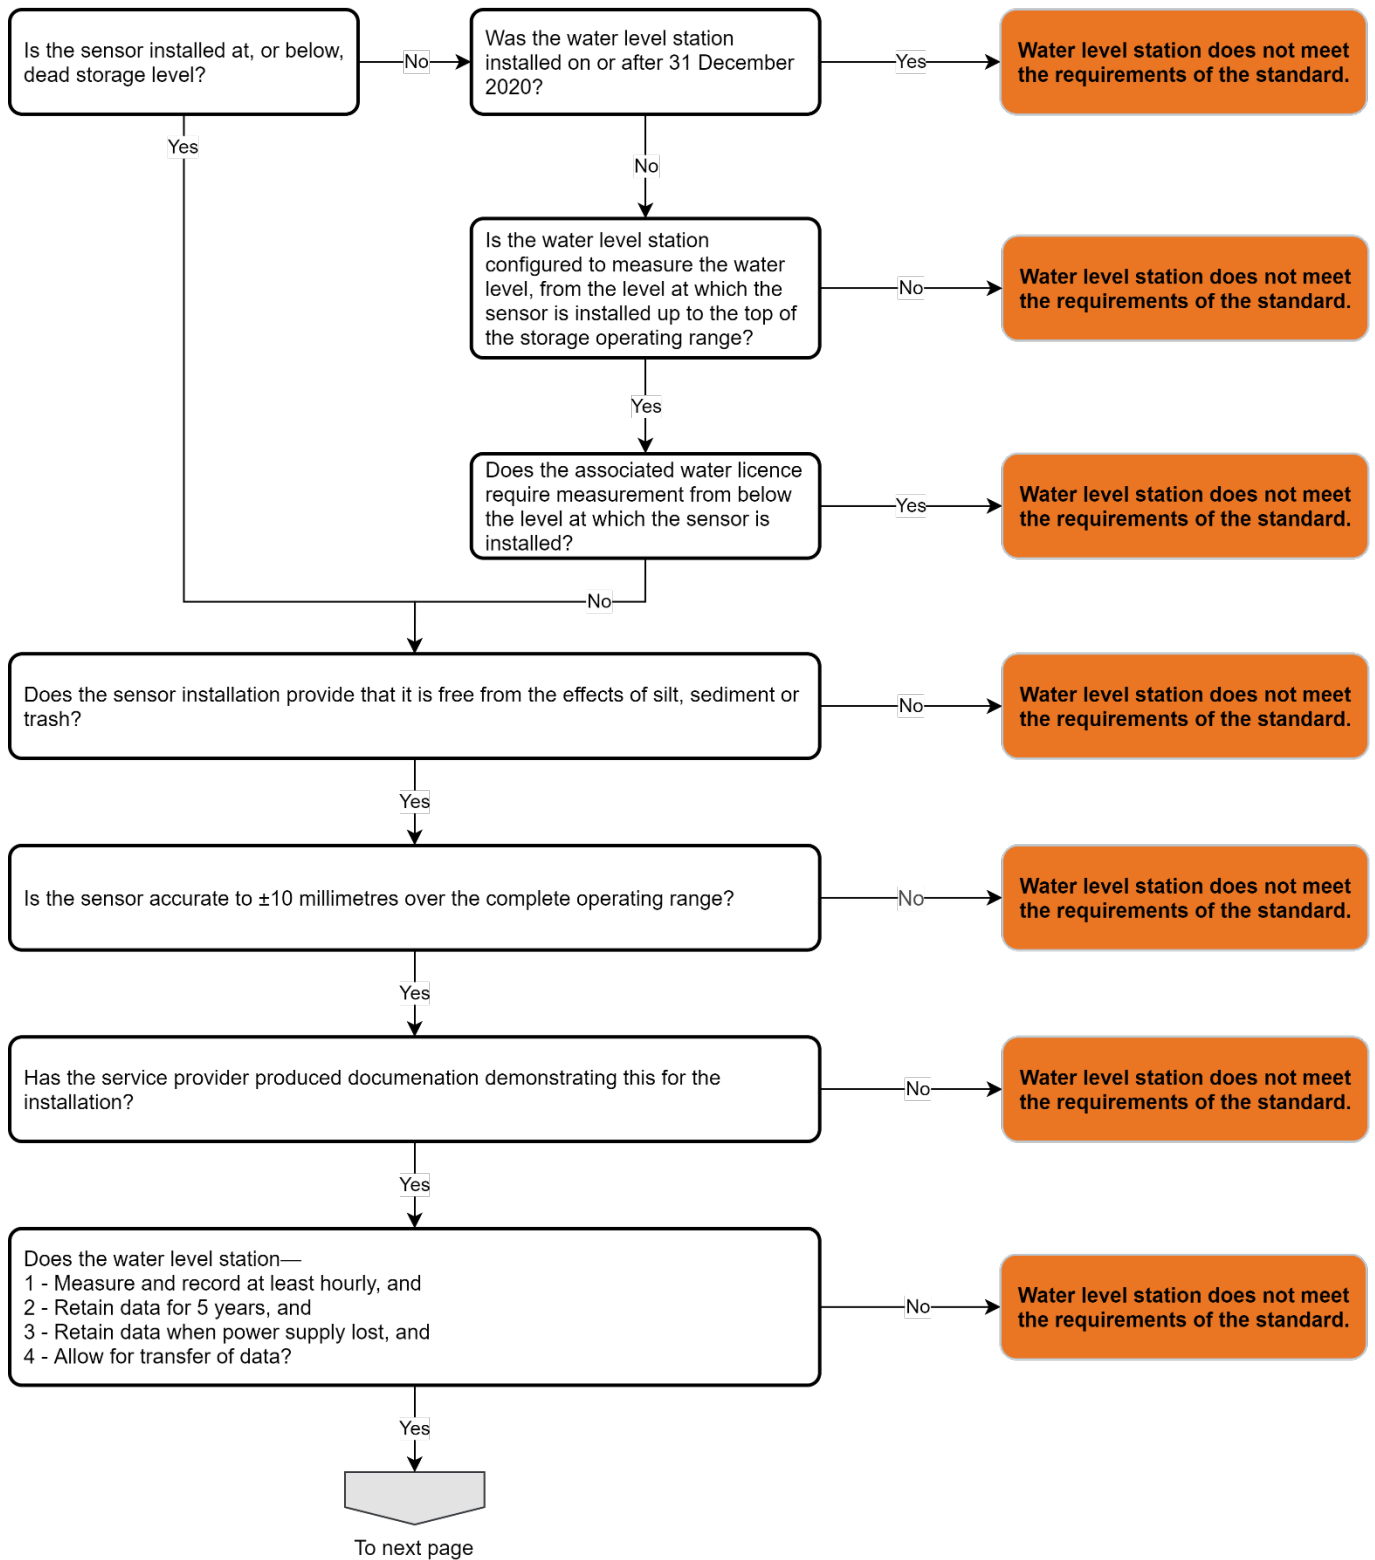 Is the sensor installed at, or below,
dead storage level?
No
Was the water level station
installed on or after 31 December
2020?
Yes
Water level station does not meet
the requirements of the standard.
Yes
No
Is the water level station
configured to measure the water
level, from the level at which the
sensor is installed up to the top of
the storage operating range?
No
Water level station does not meet
the requirements of the standard.
Yes
Does the associated water licence
require measurement from below
the level at which the sensor is
installed?
Yes
Water level station does not meet
the requirements of the standard.
No
Does the sensor installation provide that it is free from the effects of silt, sediment or
trash?
No
Water level station does not meet
the requirements of the standard.
Yes
Is the sensor accurate to ±10 millimetres over the complete operating range?
No
Water level station does not meet
the requirements of the standard.
Yes
Has the service provider produced documenation demonstrating this for the
installation?
No
Water level station does not meet
the requirements of the standard.
Yes
Does the water level station—
1 - Measure and record at least hourly, and
2 - Retain data for 5 years, and
3 - Retain data when power supply lost, and
4 - Allow for transfer of data?
No
Water level station does not meet
the requirements of the standard.
Yes
To next page